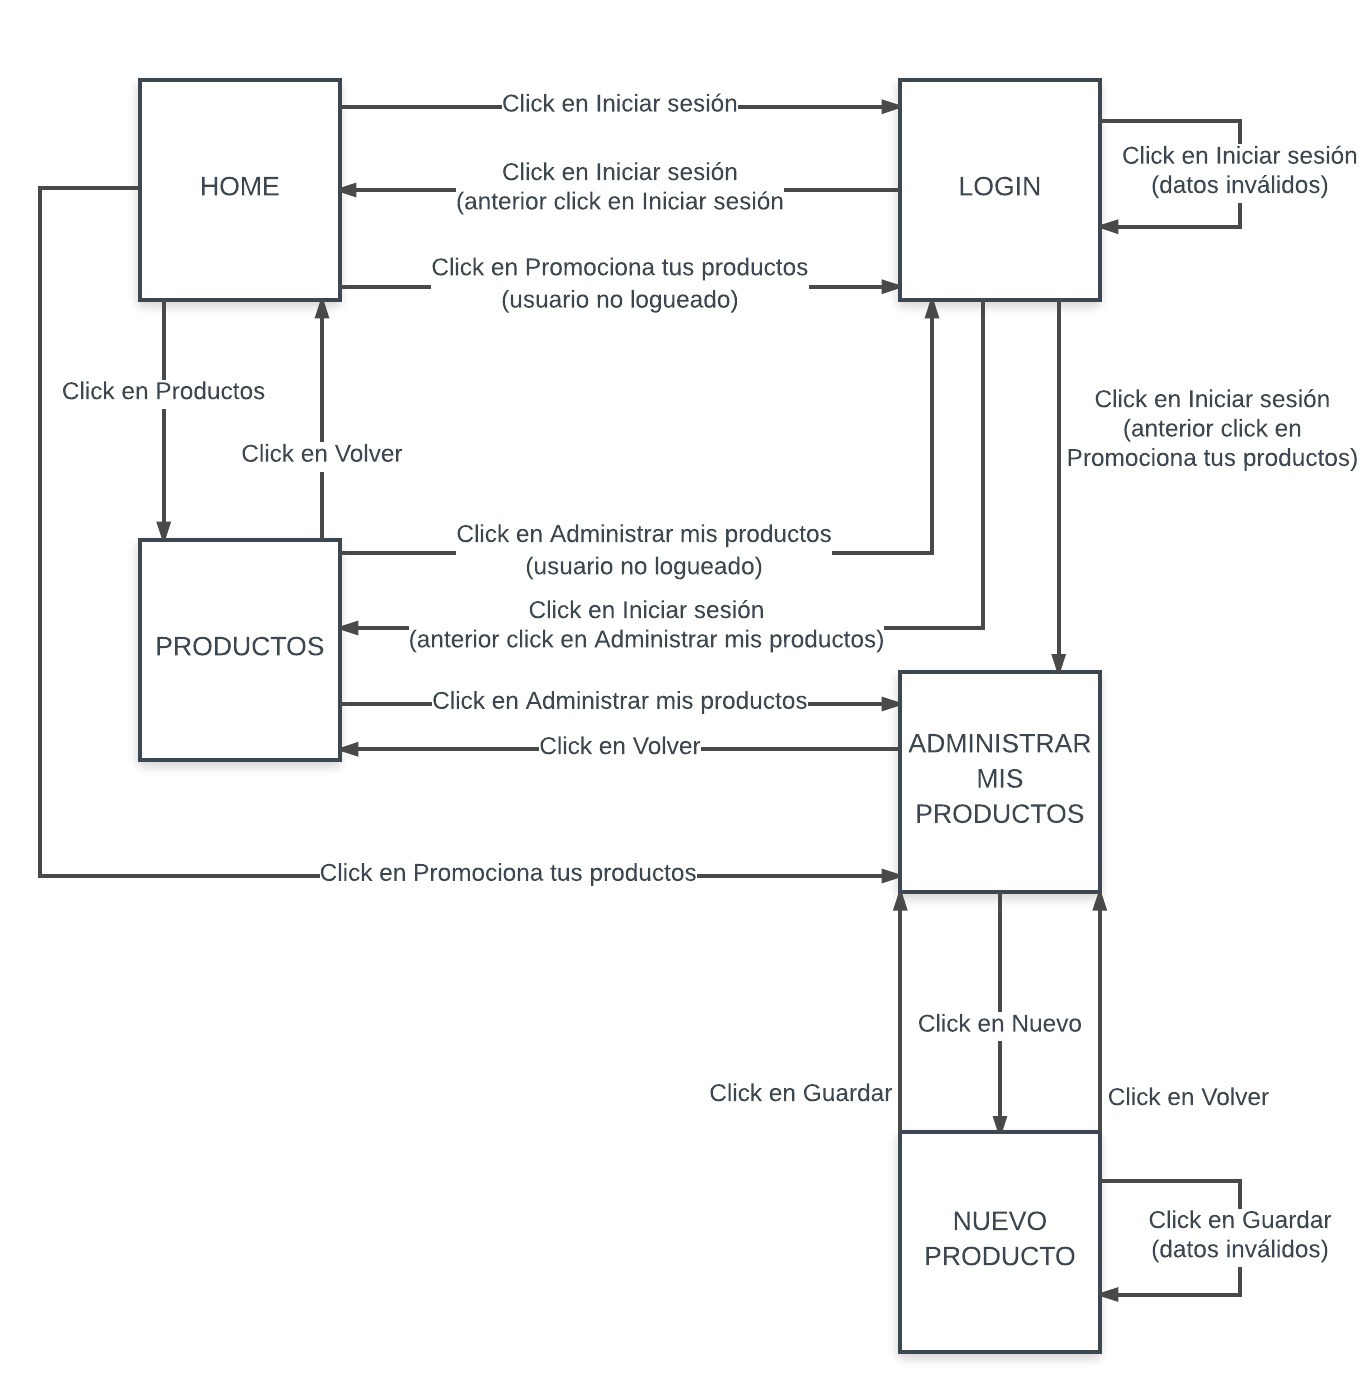 Click en Iniciar sesión
HOME
Click en Iniciar sesión
(anterior click en Iniciar sesión
LOGIN
Click en Iniciar sesión
(datos inválidos)
Click en Promociona tus productos
(usuario no logueado)
Click en Productos
Click en Volver
Click en Iniciar sesión
(anterior click en
Promociona tus productos)
Click en Administrar mis productos
(usuario no logueado)
Click en Iniciar sesión
(anterior click en Administrar mis productos)
PRODUCTOS
Click en Administrar mis productos
Click en Volver
ADMINISTRAR
MIS
PRODUCTOS
Click en Promociona tus productos
Click en Nuevo
Click en Guardar
Click en Volver
NUEVO
PRODUCTO
Click en Guardar
(datos inválidos)